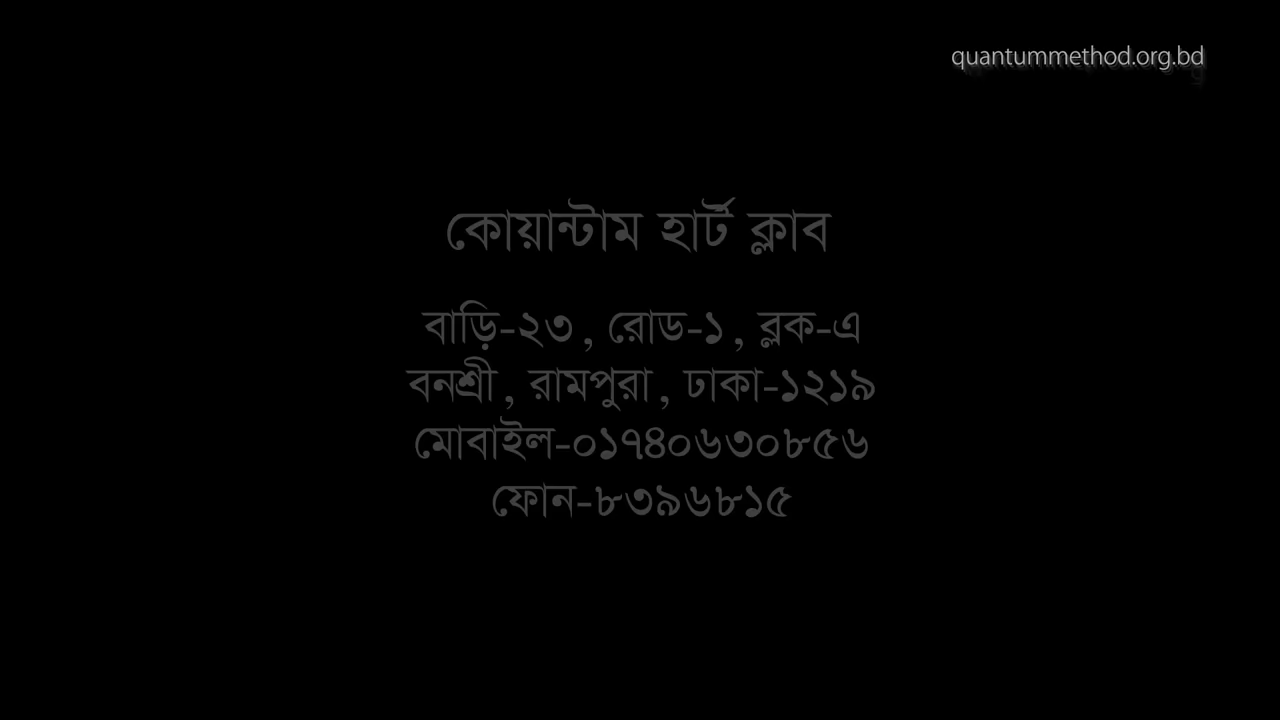 quantummethod.org.bd
কোয়ান্টাম হার্ট ক্লাব
বাড়ি-২৩, রোড-১, ব্লক-এ
বনশ্রী, রামপুরা, ঢাকা-১২১৯
মোবাইল-০১৭৪০৬৩০৮৫৬
ফোন-৮৩৯৬৮১৫